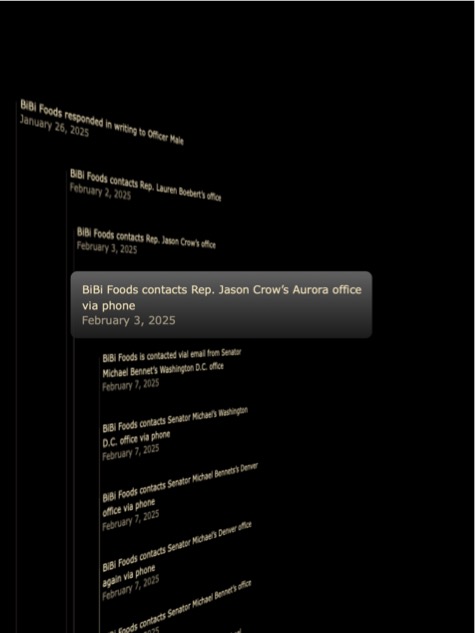 BiBi Foods responded in writing to Officer Male
January 26, 2025
BiBi Foods contacts Rep. Lauren Boebert's office
February 2, 2025
BiBi Foods contacts Rep. Jason Crow's office
February 3, 2025
BiBi Foods contacts Rep. Jason Crow's Aurora office
via phone
February 3, 2025
BiBi Foods is contacted vial email from Senator
Michael Bennet's Washington D.C. office
February 7, 2025
BiBi Foods contacts Senator Michael's Washington
D.C. office via phone
February 7, 2025
BiBi Foods contacts Senator Michael Bennets's Denver
office via phone
February 7, 2025
BiBi Foods contacts Senator Michael's Denver office
again via phone
February 7, 2025
BiBi Foods contacts Senator Michael Bennet's office
2025